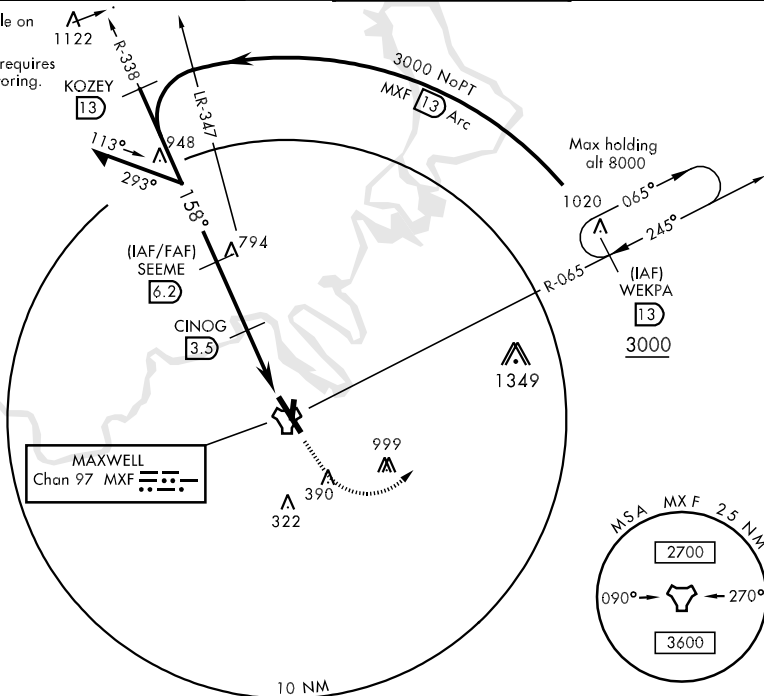 le on
1122
requires
oring.
R-338
KOZEY
13
LR-347
3000 NoPT
MXF 13 Arc
113°
948
293°
158°
Max holding
alt 8000
1020
065°
245°
R-065
(IAF)
WEKPA
13
3000
(IAF/FAF)
SEEME
6.2
794
CINOG
3.5
1349
MAXWELL
Chan 97 MXF
999
390
322
10 NM
MSA MXF 25 NM
2700
090°
270°
3600